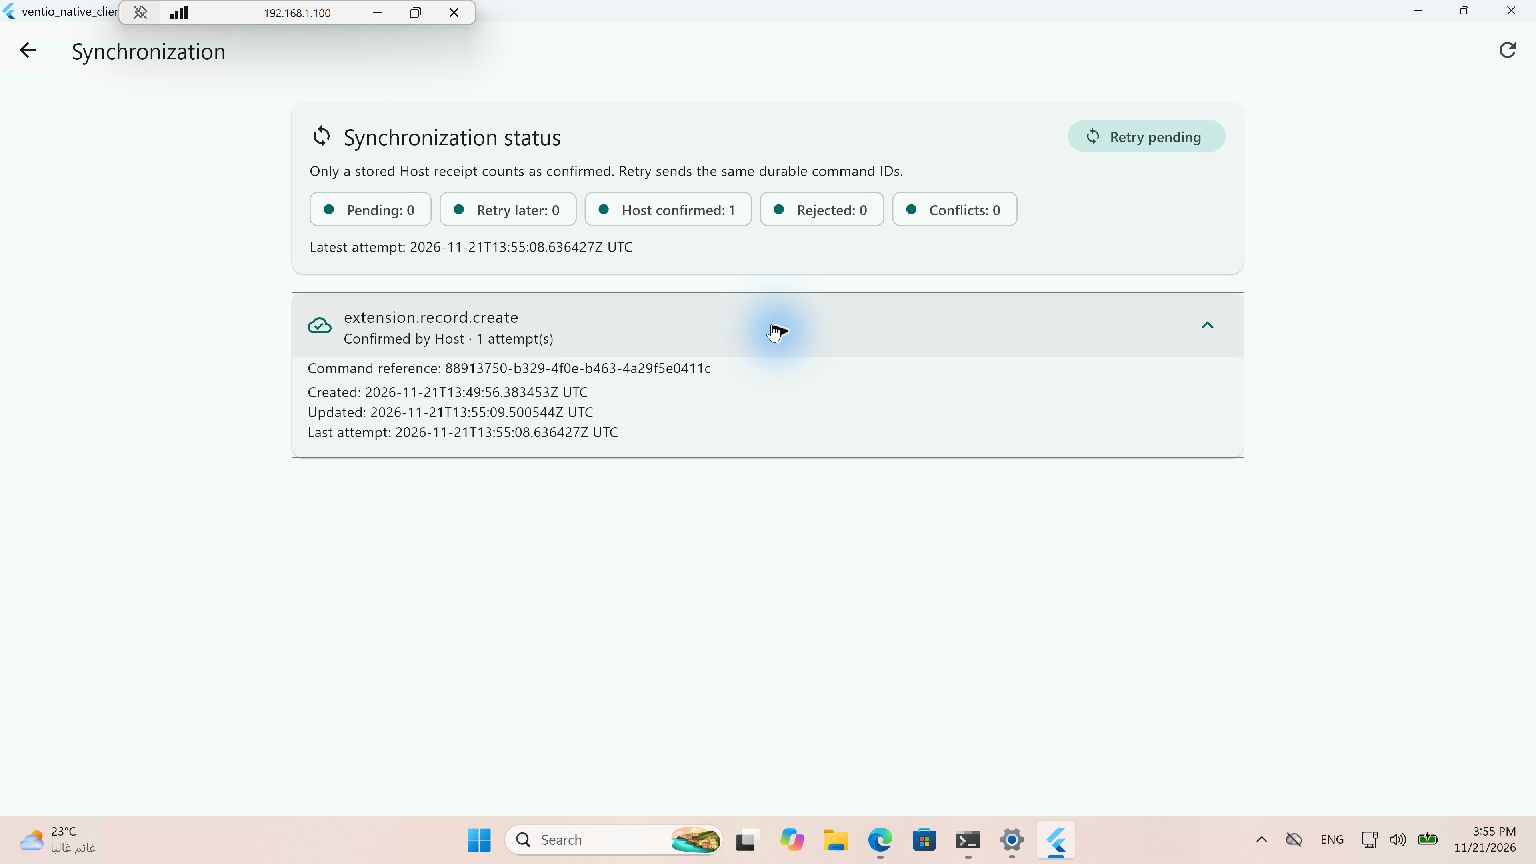 ventio_native_clien
192.168.1.100
Synchronization
Synchronization status
Retry pending
Only a stored Host receipt counts as confirmed. Retry sends the same durable command IDs.
Pending: 0
Retry later: 0
Host confirmed: 1
Rejected: 0
Conflicts: 0
Latest attempt: 2026-11-21T13:55:08.636427Z UTC
extension.record.create
Confirmed by Host · 1 attempt(s)
Command reference: 88913750-b329-4f0e-b463-4a29f5e0411c
Created: 2026-11-21T13:49:56.383453Z UTC
Updated: 2026-11-21T13:55:09.500544Z UTC
Last attempt: 2026-11-21T13:55:08.636427Z UTC
23°C
غائم غالبا
Search
ENG
3:55 PM
11/21/2026